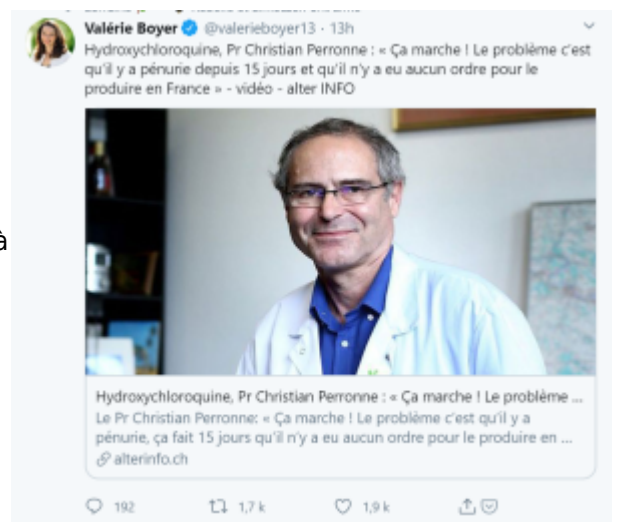 Valérie Boyer @valerieboyer13 · 13h
Hydroxychloroquine, Pr Christian Perronne : « Ça marche ! Le problème c'est
qu'il y a pénurie depuis 15 jours et qu'il n'y a eu aucun ordre pour le
produire en France » - vidéo - alter INFO
à
Hydroxychloroquine, Pr Christian Perronne : « Ça marche ! Le problème ...
Le Pr Christian Perronne: « Ça marche ! Le problème c'est qu'il y a
pénurie, ça fait 15 jours qu'il n'y a eu aucun ordre pour le produire en ...
alterinfo.ch
192 1,7 k 1,9 k